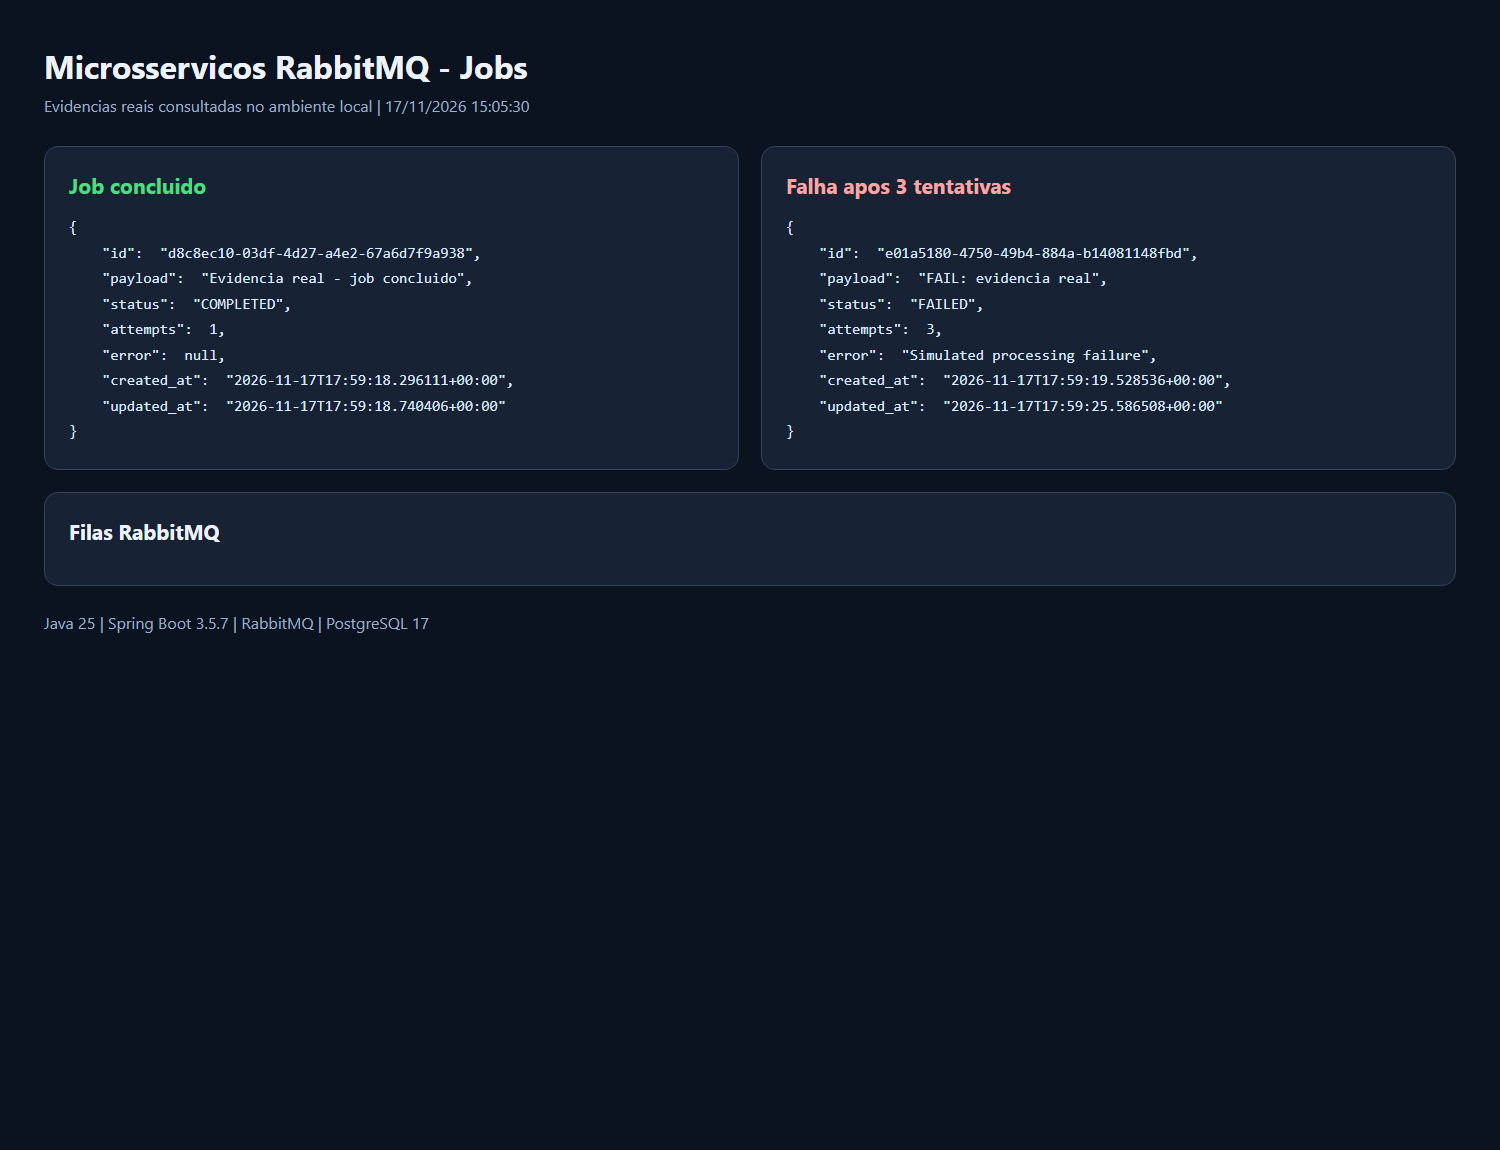 Microsservicos RabbitMQ - Jobs
Evidencias reais consultadas no ambiente local | 17/11/2026 15:05:30
Job concluido
{
    "id":  "d8c8ec10-03df-4d27-a4e2-67a6d7f9a938",
    "payload":  "Evidencia real - job concluido",
    "status":  "COMPLETED",
    "attempts":  1,
    "error":  null,
    "created_at":  "2026-11-17T17:59:18.296111+00:00",
    "updated_at":  "2026-11-17T17:59:18.740406+00:00"
}
Falha apos 3 tentativas
{
    "id":  "e01a5180-4750-49b4-884a-b14081148fbd",
    "payload":  "FAIL: evidencia real",
    "status":  "FAILED",
    "attempts":  3,
    "error":  "Simulated processing failure",
    "created_at":  "2026-11-17T17:59:19.528536+00:00",
    "updated_at":  "2026-11-17T17:59:25.586508+00:00"
}
Filas RabbitMQ
Java 25 | Spring Boot 3.5.7 | RabbitMQ | PostgreSQL 17